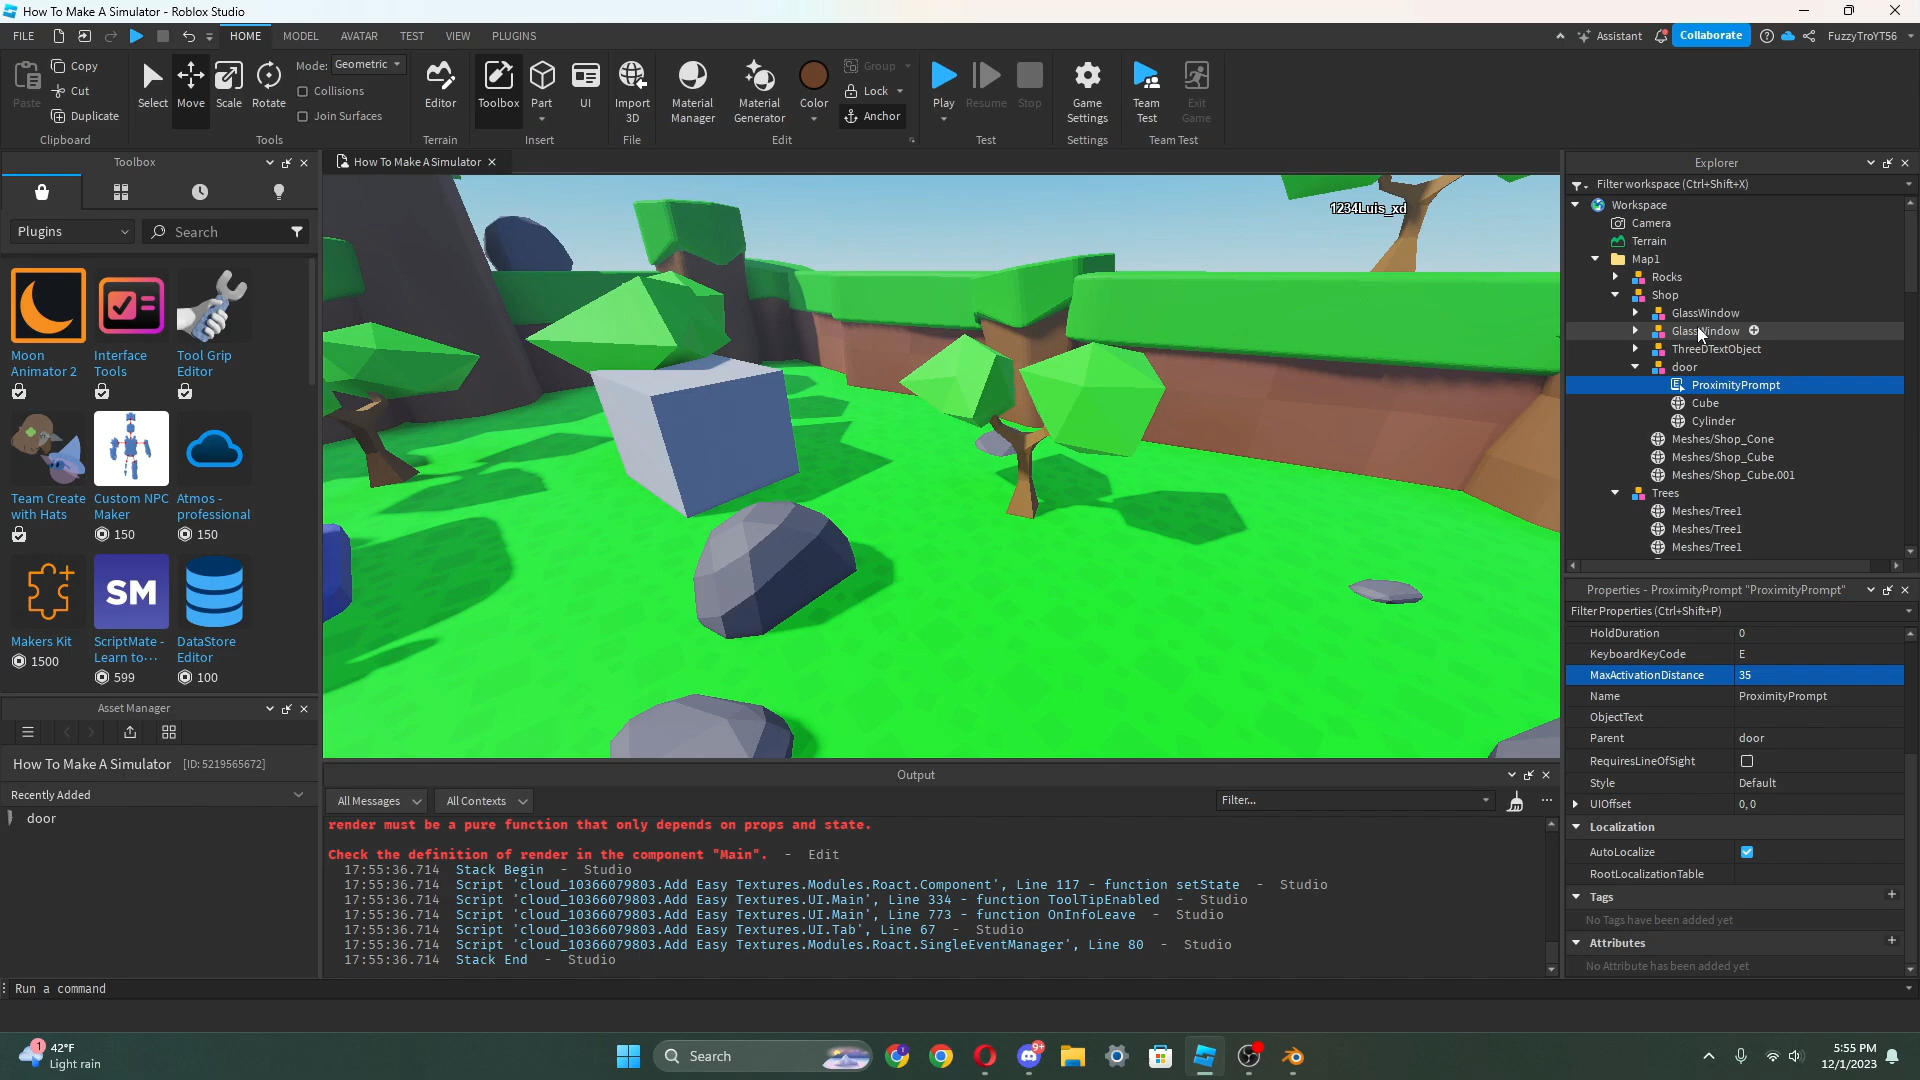 How To Make A Simulator - Roblox Studio
FILE
HOME
MODEL
AVATAR
TEST
VIEW
PLUGINS
Assistant
Collaborate
FuzzyTroYT56
Paste
Copy
Cut
Duplicate
Clipboard
Select
Move
Scale
Rotate
Mode: Geometric
Collisions
Join Surfaces
Tools
Editor
Terrain
Toolbox
Part
UI
Insert
Import
3D
File
Material
Manager
Material
Generator
Color
Group
Lock
Anchor
Edit
Play
Resume
Stop
Test
Game
Settings
Settings
Team
Test
Exit
Game
Team Test
Toolbox
Plugins
Search
Moon
Animator 2
Interface
Tools
Tool Grip
Editor
Team Create
with Hats
Custom NPC
Maker
150
Atmos -
professional
150
Makers Kit
1500
SM
ScriptMate -
Learn to...
599
DataStore
Editor
100
Asset Manager
How To Make A Simulator [ID:5219565672]
Recently Added
door
How To Make A Simulator
1234Luis_xd
Output
All Messages
All Contexts
Filter...
render must be a pure function that only depends on props and state.
Check the definition of render in the component "Main". - Edit
17:55:36.714 Stack Begin - Studio
17:55:36.714 Script 'cloud_10366079803.Add Easy Textures.Modules.Roact.Component', Line 117 - function setState - Studio
17:55:36.714 Script 'cloud_10366079803.Add Easy Textures.UI.Main', Line 334 - function ToolTipEnabled - Studio
17:55:36.714 Script 'cloud_10366079803.Add Easy Textures.UI.Main', Line 773 - function OnInfoLeave - Studio
17:55:36.714 Script 'cloud_10366079803.Add Easy Textures.UI.Tab', Line 67 - Studio
17:55:36.714 Script 'cloud_10366079803.Add Easy Textures.Modules.Roact.SingleEventManager', Line 80 - Studio
17:55:36.714 Stack End - Studio
Explorer
Filter workspace (Ctrl+Shift+X)
Workspace
Camera
Terrain
Map1
Rocks
Shop
GlassWindow
GlassWindow
ThreeDTextObject
door
ProximityPrompt
Cube
Cylinder
Meshes/Shop_Cone
Meshes/Shop_Cube
Meshes/Shop_Cube.001
Trees
Meshes/Tree1
Meshes/Tree1
Meshes/Tree1
Properties - ProximityPrompt "ProximityPrompt"
Filter Properties (Ctrl+Shift+P)
HoldDuration 0
KeyboardKeyCode E
MaxActivationDistance 35
Name ProximityPrompt
ObjectText
Parent door
RequiresLineOfSight
Style Default
UIOffset 0, 0
Localization
AutoLocalize
RootLocalizationTable
Tags
No Tags have been added yet
Attributes
No Attribute has been added yet
Run a command
1
42°F
Light rain
Search
9+
5:55 PM
12/1/2023